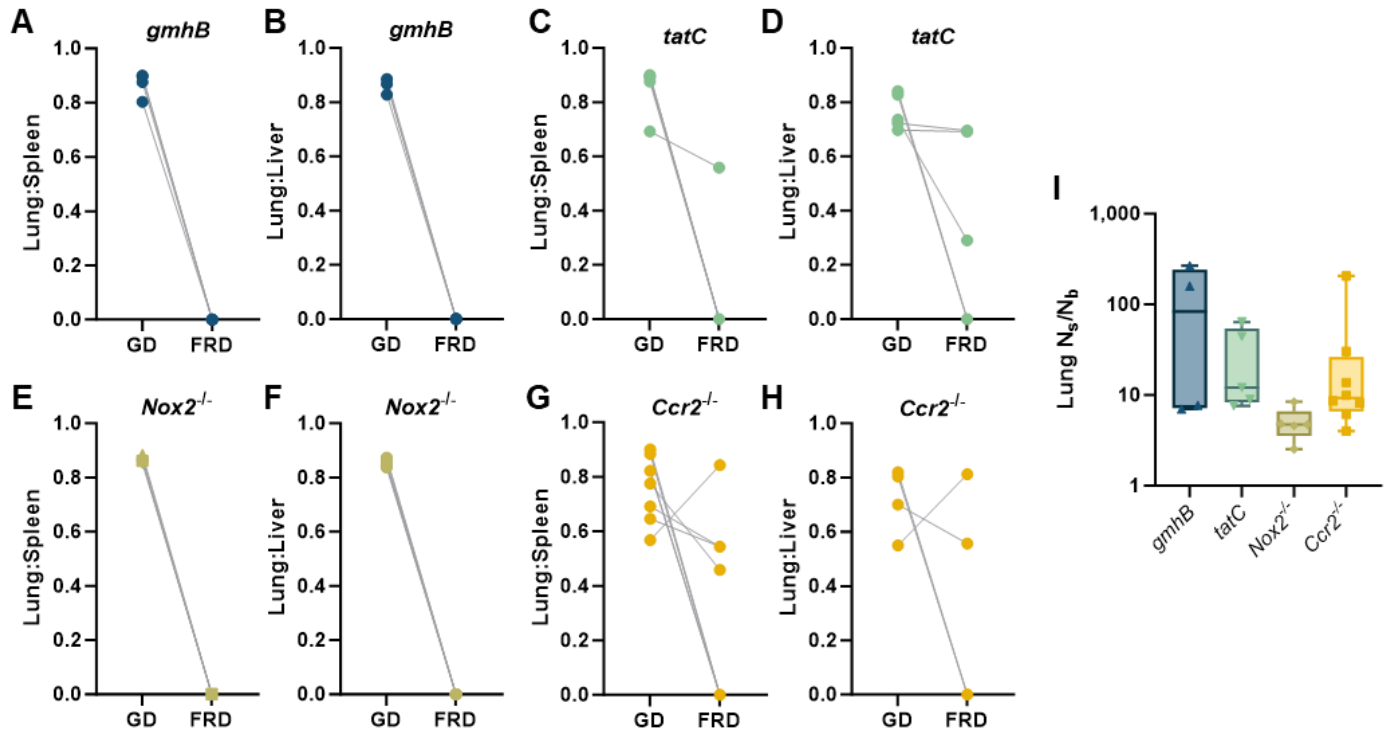 A
gmhB
Lung:Spleen
1.0
0.8
0.6
0.4
0.2
0.0
GD FRD
B
gmhB
Lung:Liver
1.0
0.8
0.6
0.4
0.2
0.0
GD FRD
C
tatC
Lung:Spleen
1.0
0.8
0.6
0.4
0.2
0.0
GD FRD
D
tatC
Lung:Liver
1.0
0.8
0.6
0.4
0.2
0.0
GD FRD
E
Nox2-/-
Lung:Spleen
1.0
0.8
0.6
0.4
0.2
0.0
GD FRD
F
Nox2-/-
Lung:Liver
1.0
0.8
0.6
0.4
0.2
0.0
GD FRD
G
Ccr2-/-
Lung:Spleen
1.0
0.8
0.6
0.4
0.2
0.0
GD FRD
H
Ccr2-/-
Lung:Liver
1.0
0.8
0.6
0.4
0.2
0.0
GD FRD
I
Lung Ns/Nb
1,000
100
10
1
gmhB
tatC
Nox2-/-
Ccr2-/-